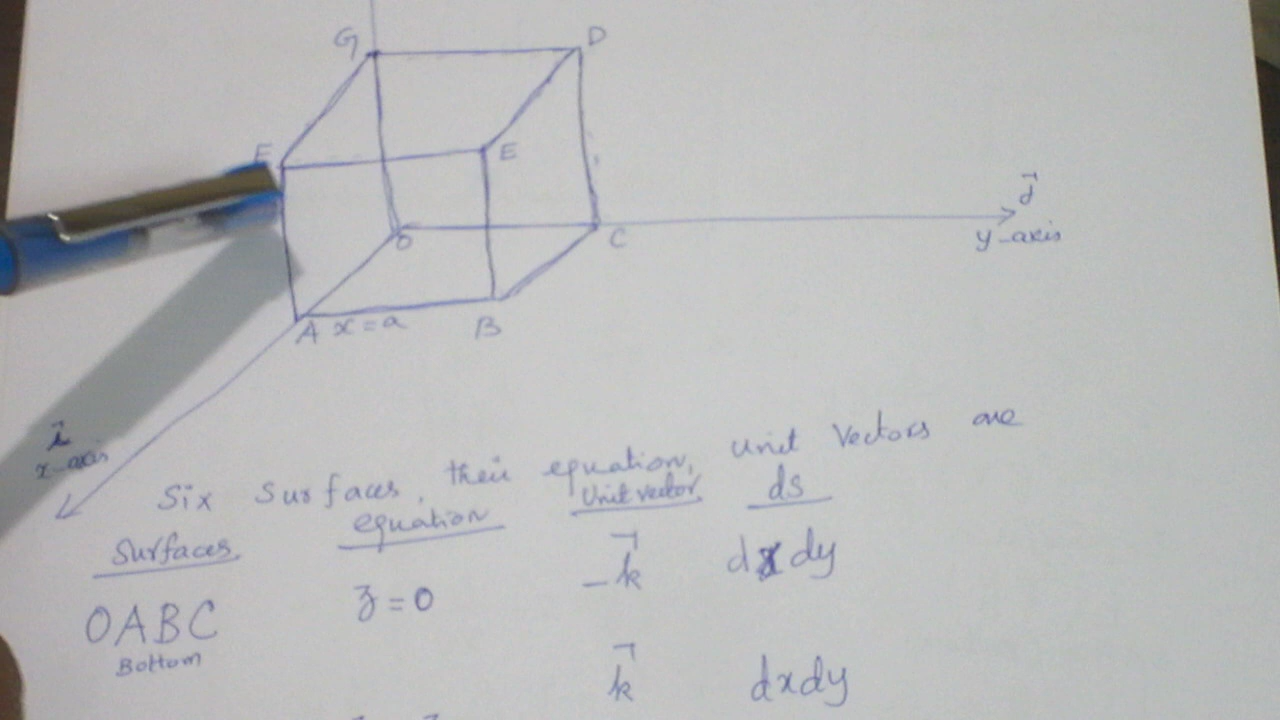 G D
F E
O C
j
y-axis
A x = a B
i
x-axis
Six surfaces, their equation, unit vectors are
Surfaces. equation Unit vector ds
OABC z = 0 -k dxdy
Bottom
k dxdy